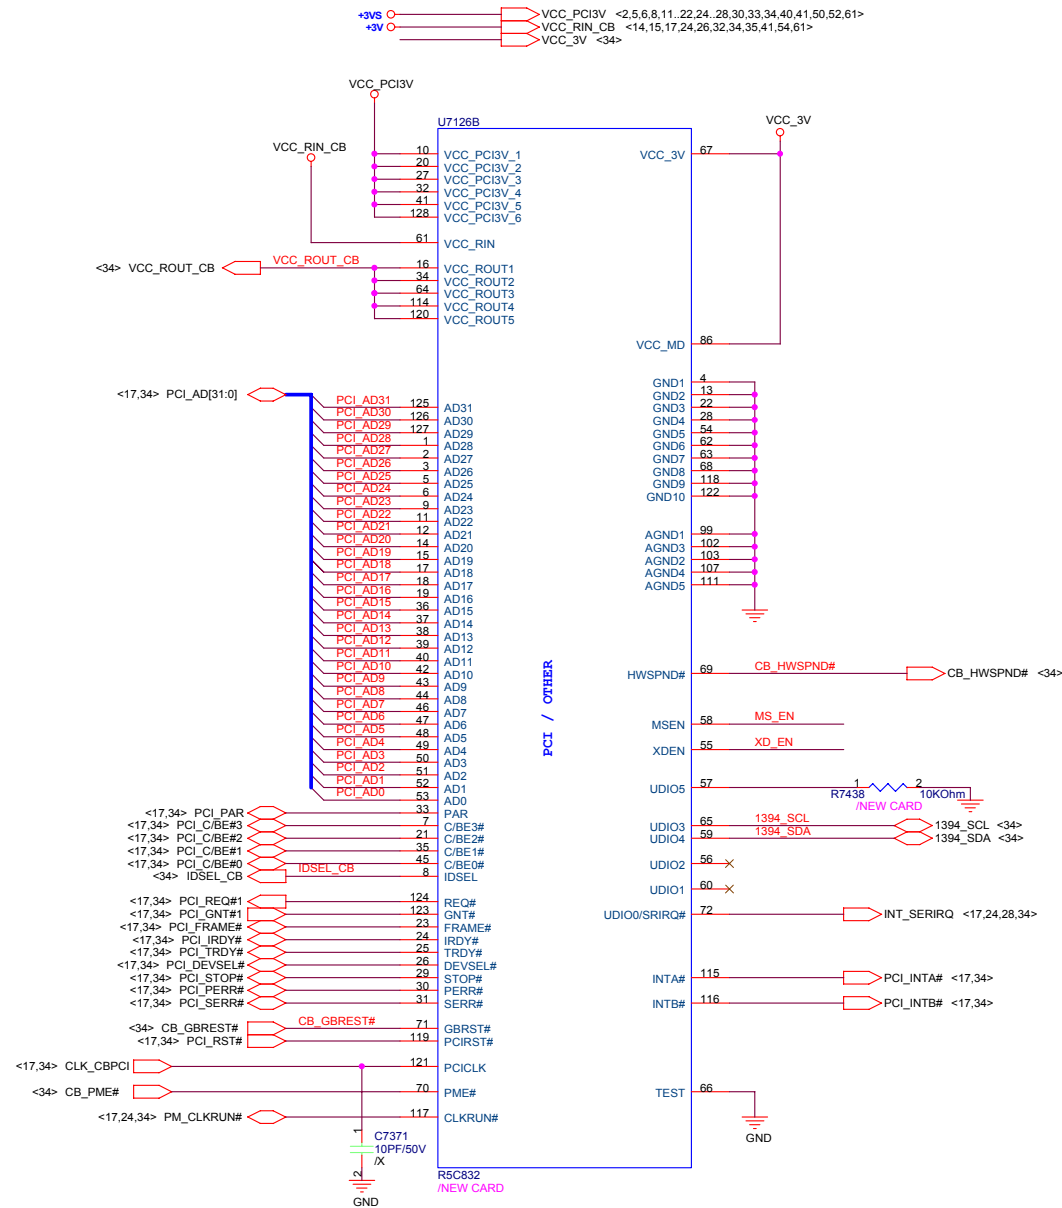 +3VS VCC_PCI3V <2,5,6,8,11..22,24..28,30,33,34,40,41,50,52,61>
+3V VCC_RIN_CB <14,15,17,24,26,32,34,35,41,54,61>
VCC_3V <34>
VCC_PCI3V
VCC_RIN_CB
U7126B
VCC_3V
10 VCC_PCI3V_1
20 VCC_PCI3V_2
27 VCC_PCI3V_3
32 VCC_PCI3V_4
41 VCC_PCI3V_5
128 VCC_PCI3V_6
61 VCC_RIN
<34> VCC_ROUT_CB VCC_ROUT_CB 16 VCC_ROUT1
34 VCC_ROUT2
64 VCC_ROUT3
114 VCC_ROUT4
120 VCC_ROUT5
<17,34> PCI_AD[31:0]
PCI_AD31 125 AD31
PCI_AD30 126 AD30
PCI_AD29 127 AD29
PCI_AD28 1 AD28
PCI_AD27 2 AD27
PCI_AD26 3 AD26
PCI_AD25 5 AD25
PCI_AD24 6 AD24
PCI_AD23 9 AD23
PCI_AD22 11 AD22
PCI_AD21 12 AD21
PCI_AD20 14 AD20
PCI_AD19 15 AD19
PCI_AD18 17 AD18
PCI_AD17 18 AD17
PCI_AD16 19 AD16
PCI_AD15 36 AD15
PCI_AD14 37 AD14
PCI_AD13 38 AD13
PCI_AD12 39 AD12
PCI_AD11 40 AD11
PCI_AD10 42 AD10
PCI_AD9 43 AD9
PCI_AD8 44 AD8
PCI_AD7 46 AD7
PCI_AD6 47 AD6
PCI_AD5 48 AD5
PCI_AD4 49 AD4
PCI_AD3 50 AD3
PCI_AD2 51 AD2
PCI_AD1 52 AD1
PCI_AD0 53 AD0
<17,34> PCI_PAR 33 PAR
<17,34> PCI_C/BE#3 7 C/BE3#
<17,34> PCI_C/BE#2 21 C/BE2#
<17,34> PCI_C/BE#1 35 C/BE1#
<17,34> PCI_C/BE#0 45 C/BE0#
<34> IDSEL_CB IDSEL_CB 8 IDSEL
<17,34> PCI_REQ#1 124 REQ#
<17,34> PCI_GNT#1 123 GNT#
<17,34> PCI_FRAME# 23 FRAME#
<17,34> PCI_IRDY# 24 IRDY#
<17,34> PCI_TRDY# 25 TRDY#
<17,34> PCI_DEVSEL# 26 DEVSEL#
<17,34> PCI_STOP# 29 STOP#
<17,34> PCI_PERR# 30 PERR#
<17,34> PCI_SERR# 31 SERR#
<34> CB_GBREST# CB_GBREST# 71 GBRST#
<17,34> PCI_RST# 119 PCIRST#
<17,34> CLK_CBPCI 121 PCICLK
<34> CB_PME# 70 PME#
<17,24,34> PM_CLKRUN# 117 CLKRUN#
1
C7371
10PF/50V
/X
2
GND
PCI / OTHER
R5C832
/NEW CARD
VCC_3V 67
VCC_MD 86
GND1 4
GND2 13
GND3 22
GND4 28
GND5 54
GND6 62
GND7 63
GND8 68
GND9 118
GND10 122
AGND1 99
AGND3 102
AGND2 103
AGND4 107
AGND5 111
HWSPND# 69 CB_HWSPND# CB_HWSPND# <34>
MSEN 58 MS_EN
XDEN 55 XD_EN
UDIO5 57 1 2
R7438 10KOhm
/NEW CARD
UDIO3 65 1394_SCL 1394_SCL <34>
UDIO4 59 1394_SDA 1394_SDA <34>
UDIO2 56
UDIO1 60
UDIO0/SRIRQ# 72 INT_SERIRQ <17,24,28,34>
INTA# 115 PCI_INTA# <17,34>
INTB# 116 PCI_INTB# <17,34>
TEST 66
GND